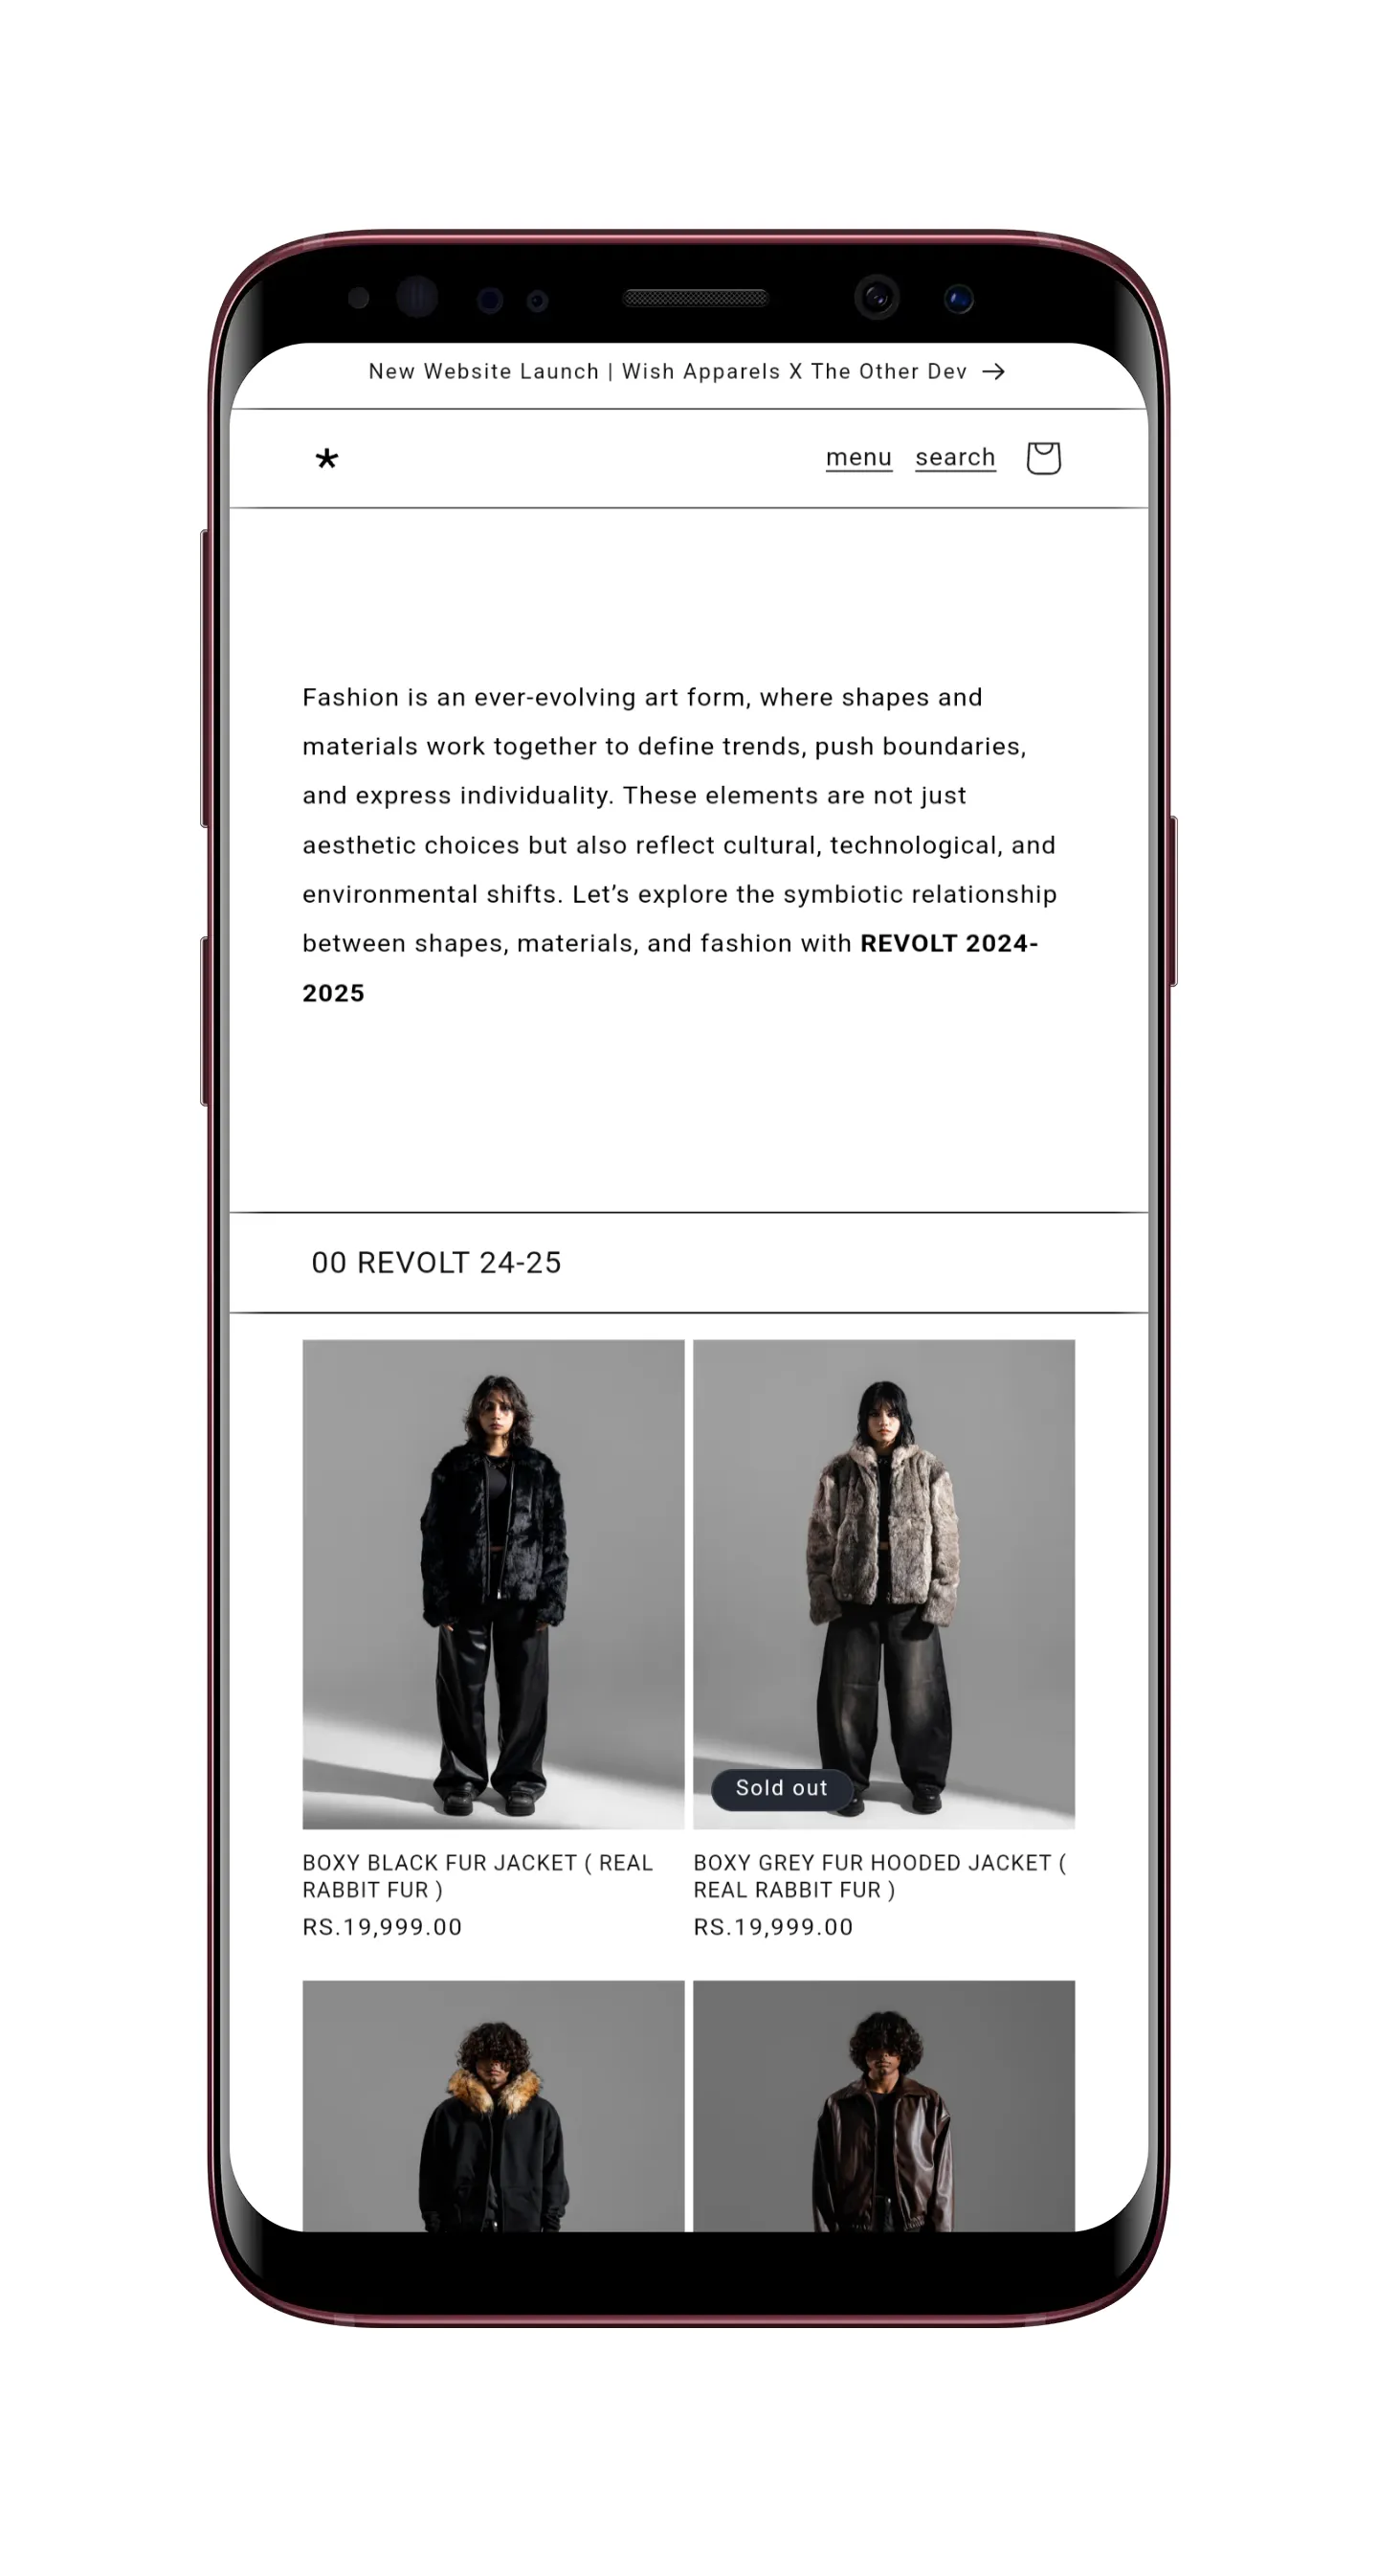 New Website Launch | Wish Apparels X The Other Dev →
*
menu search
Fashion is an ever-evolving art form, where shapes and
materials work together to define trends, push boundaries,
and express individuality. These elements are not just
aesthetic choices but also reflect cultural, technological, and
environmental shifts. Let’s explore the symbiotic relationship
between shapes, materials, and fashion with REVOLT 2024-
2025
00 REVOLT 24-25
Sold out
BOXY BLACK FUR JACKET ( REAL
RABBIT FUR )
RS.19,999.00
BOXY GREY FUR HOODED JACKET (
REAL RABBIT FUR )
RS.19,999.00